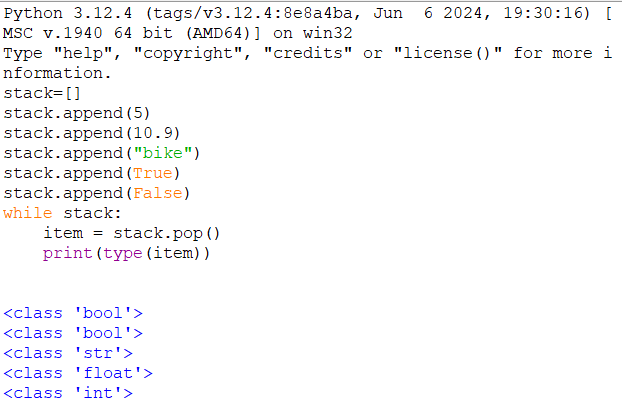 Python 3.12.4 (tags/v3.12.4:8e8a4ba, Jun  6 2024, 19:30:16) [
MSC v.1940 64 bit (AMD64)] on win32
Type "help", "copyright", "credits" or "license()" for more i
nformation.
stack=[]
stack.append(5)
stack.append(10.9)
stack.append("bike")
stack.append(True)
stack.append(False)
while stack:
    item = stack.pop()
    print(type(item))
<class 'bool'>
<class 'bool'>
<class 'str'>
<class 'float'>
<class 'int'>